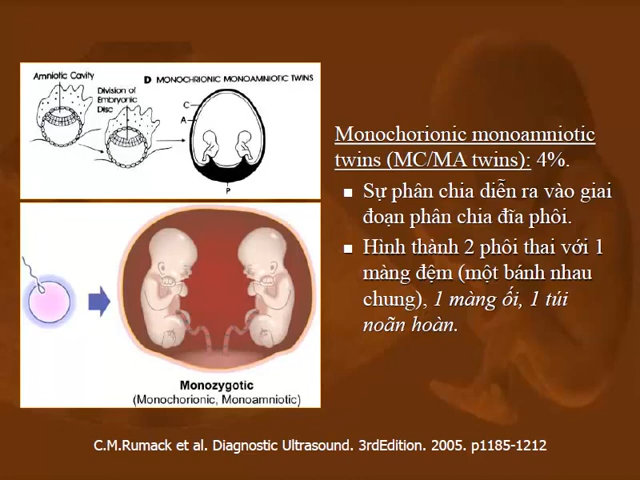 Amniotic Cavity
Division of
Embryonic
Disc
D MONOCHRIONIC MONOAMNIOTIC TWINS
C
A
P
Monozygotic
(Monochorionic, Monoamniotic)
Monochorionic monoamniotic
twins (MC/MA twins): 4%.
Sự phân chia diễn ra vào giai
đoạn phân chia đĩa phôi.
Hình thành 2 phôi thai với 1
màng đệm (một bánh nhau
chung), 1 màng ối, 1 túi
noãn hoàn.
C.M.Rumack et al. Diagnostic Ultrasound. 3rdEdition. 2005. p1185-1212